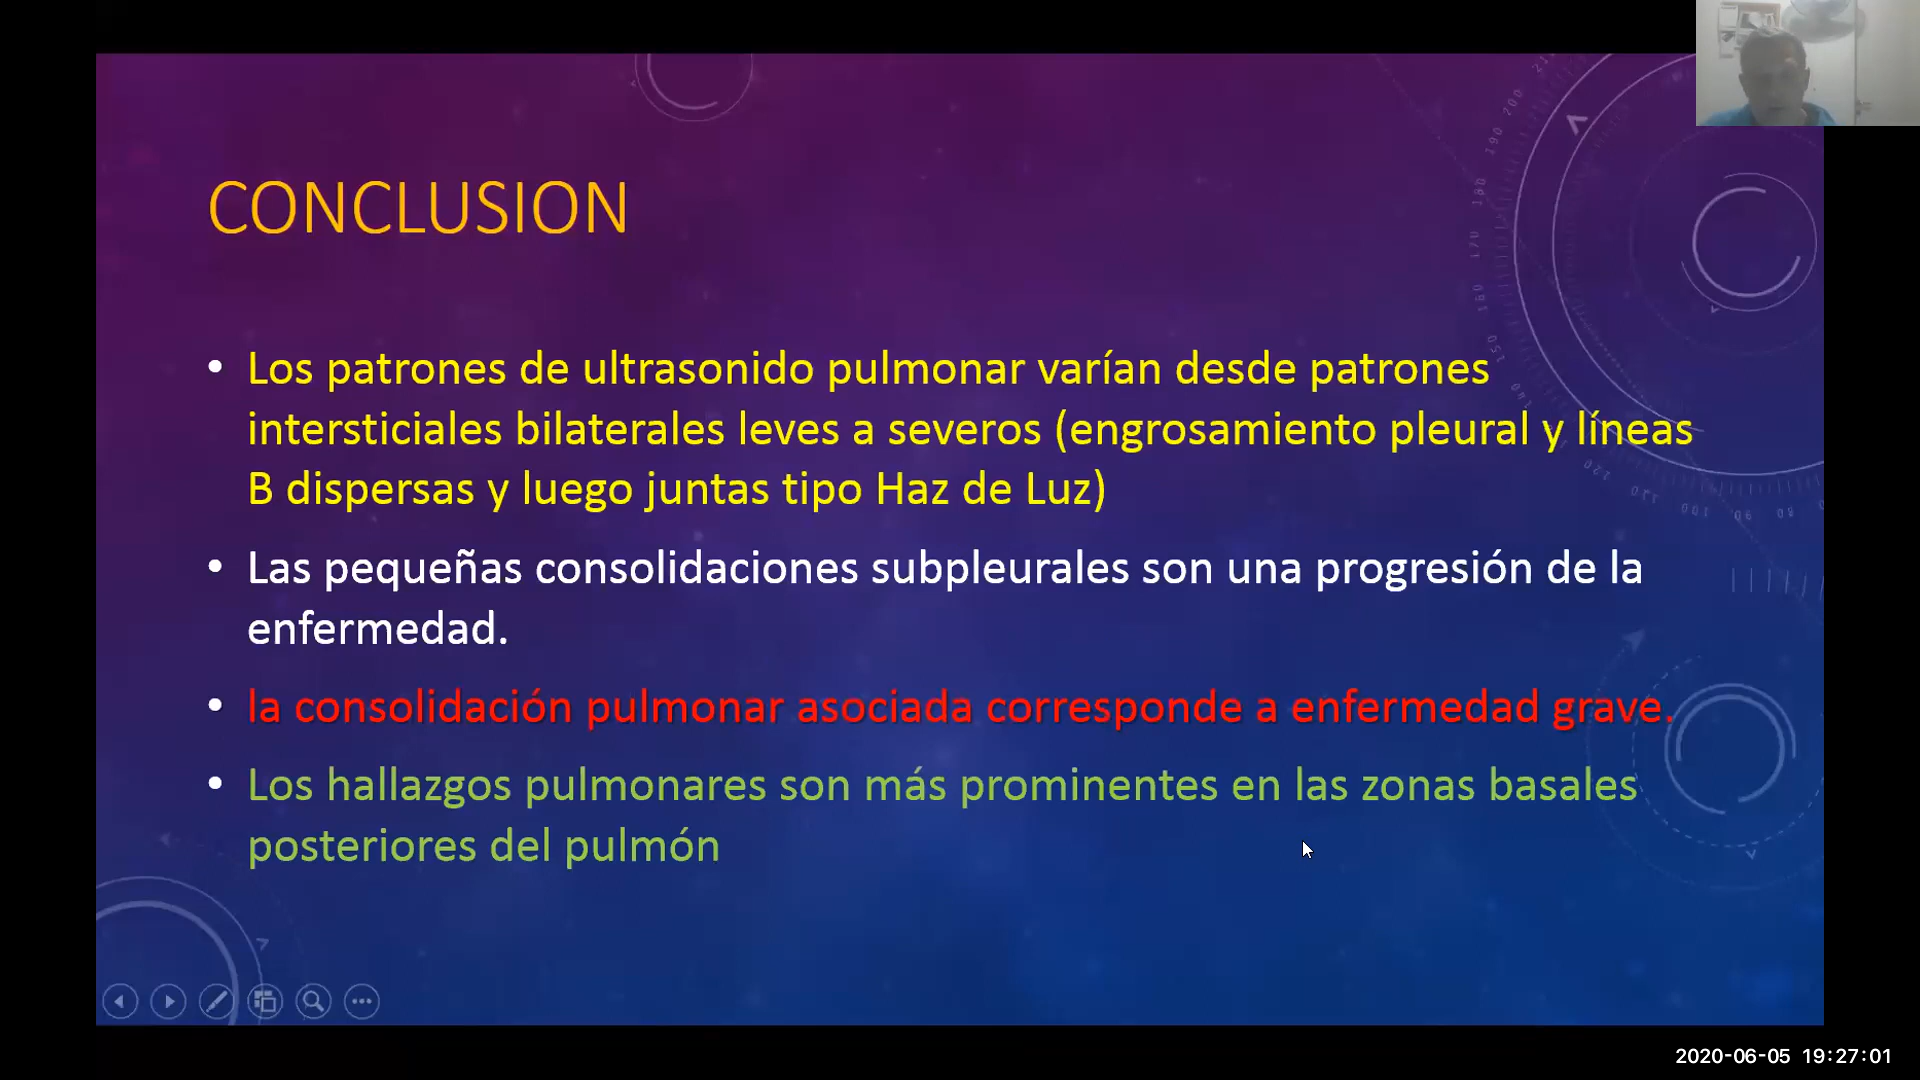 CONCLUSION
• Los patrones de ultrasonido pulmonar varían desde patrones
intersticiales bilaterales leves a severos (engrosamiento pleural y líneas
B dispersas y luego juntas tipo Haz de Luz)
• Las pequeñas consolidaciones subpleurales son una progresión de la
enfermedad.
• la consolidación pulmonar asociada corresponde a enfermedad grave.
• Los hallazgos pulmonares son más prominentes en las zonas basales
posteriores del pulmón
2020-06-05 19:27:01